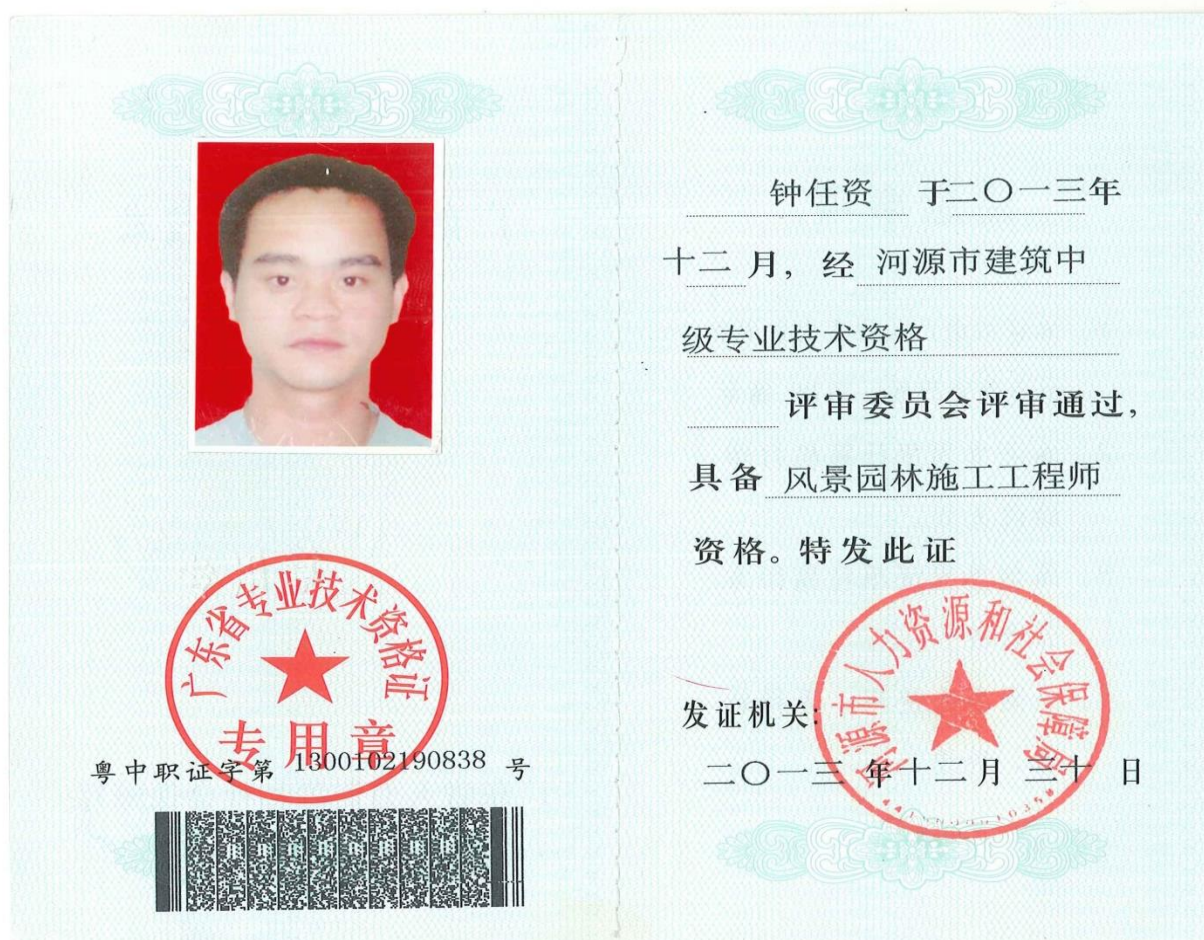 广东省专业技术资格证
专用章
粤中职证字第 1300102190838 号
钟任资 于二〇一三年
十二 月，经 河源市建筑中
级专业技术资格
评审委员会评审通过，
具备 风景园林施工工程师
资格。特发此证
河源市人力资源和社会保障局
发证机关:
二〇一三 年十二月 三十 日